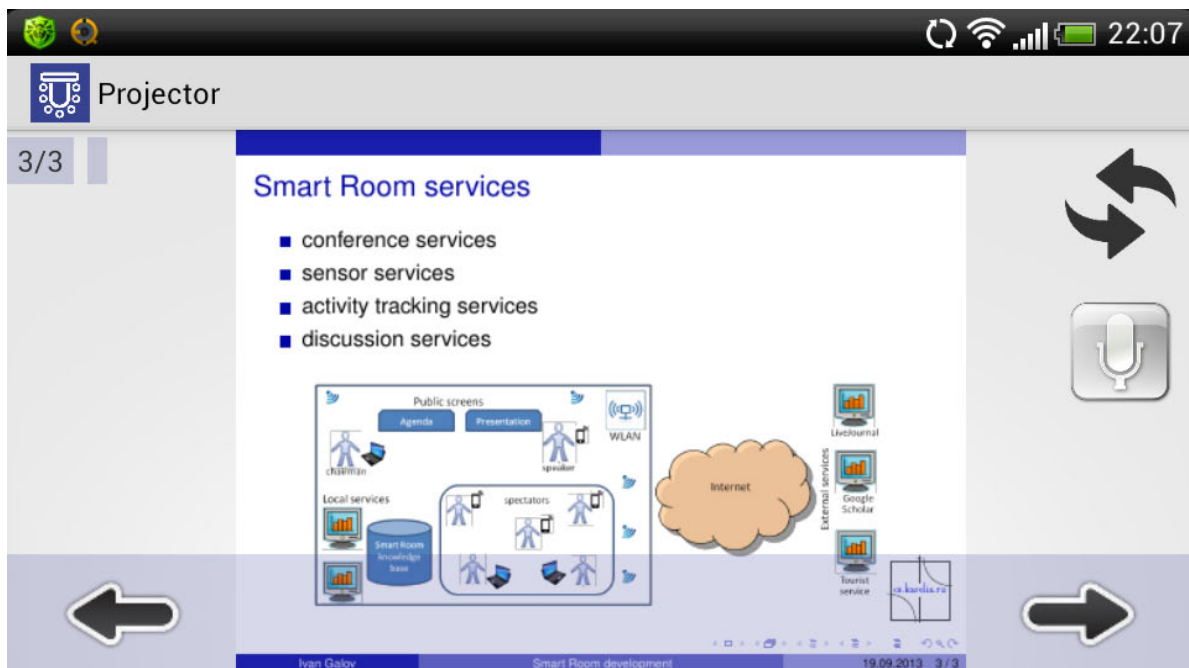 22:07
Projector
3/3
Smart Room services
conference services
sensor services
activity tracking services
discussion services
Public screens
Agenda
Presentation
WLAN
chairman
speaker
Local services
spectators
Smart Room
knowledge
base
Internet
External services
LiveJournal
Google
Scholar
Tourist
service
cs.karelia.ru
Ivan Galov
Smart Room development
19.09.2013 3/3